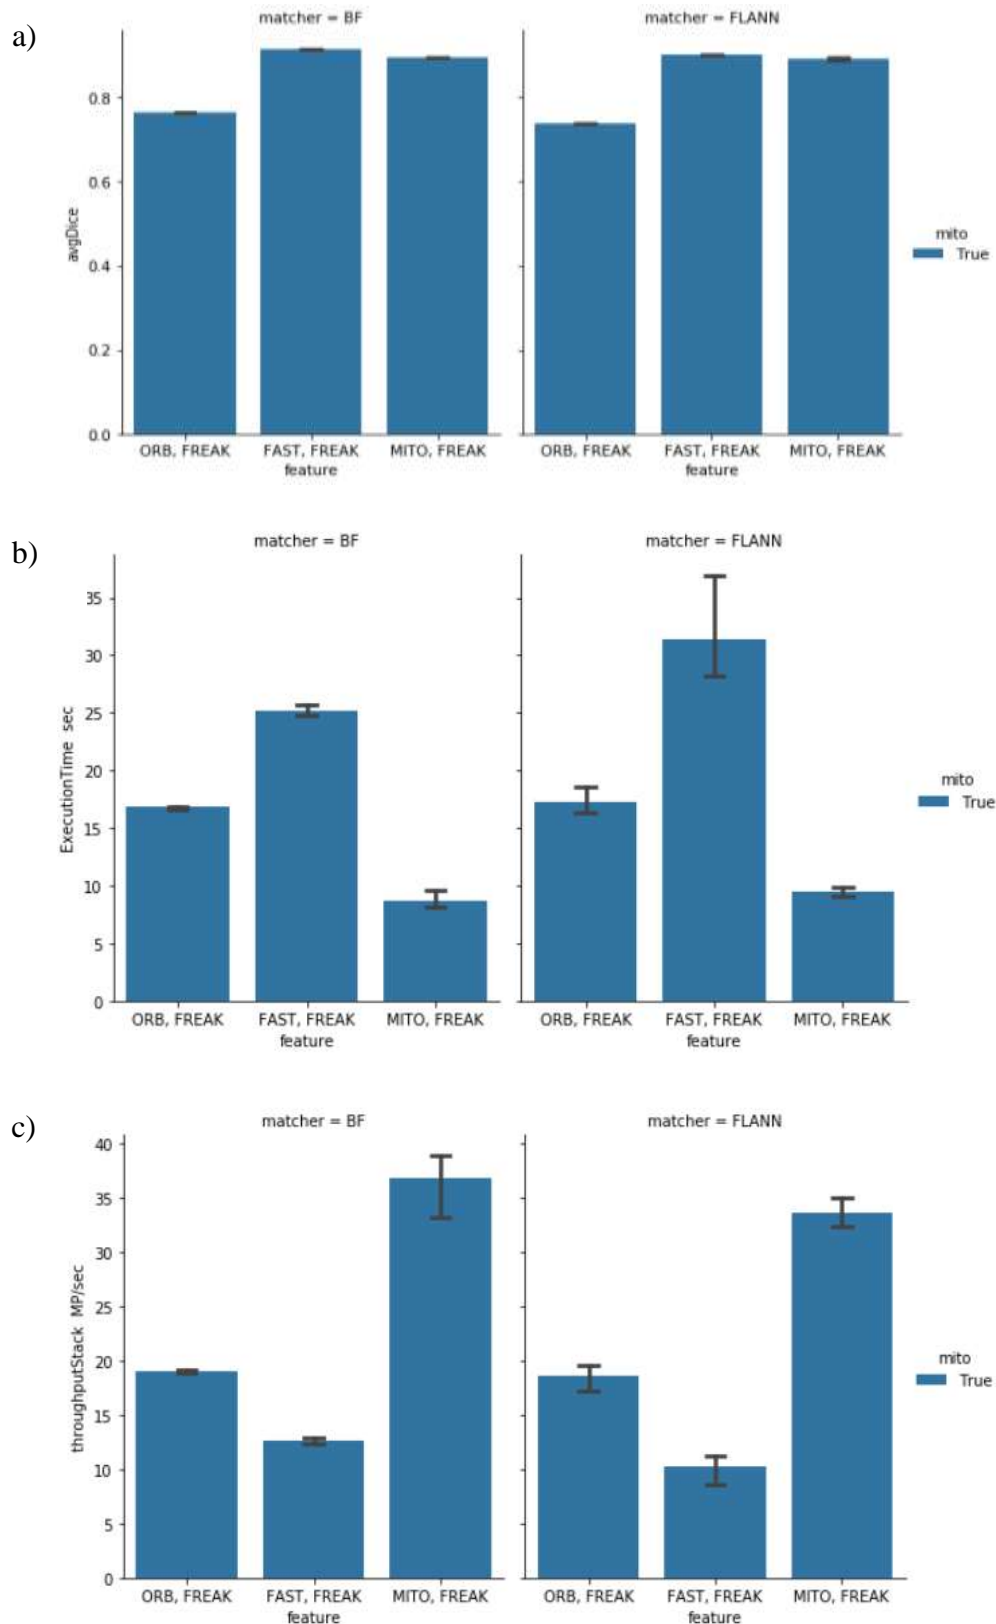 a)
matcher = BF
matcher = FLANN
avgDice
0.8
0.6
0.4
0.2
0.0
ORB, FREAK FAST, FREAK MITO, FREAK
feature
ORB, FREAK FAST, FREAK MITO, FREAK
feature
mito
True
b)
matcher = BF
matcher = FLANN
ExecutionTime sec
35
30
25
20
15
10
5
0
ORB, FREAK FAST, FREAK MITO, FREAK
feature
ORB, FREAK FAST, FREAK MITO, FREAK
feature
mito
True
c)
matcher = BF
matcher = FLANN
throughputStack MP/sec
40
35
30
25
20
15
10
5
0
ORB, FREAK FAST, FREAK MITO, FREAK
feature
ORB, FREAK FAST, FREAK MITO, FREAK
feature
mito
True